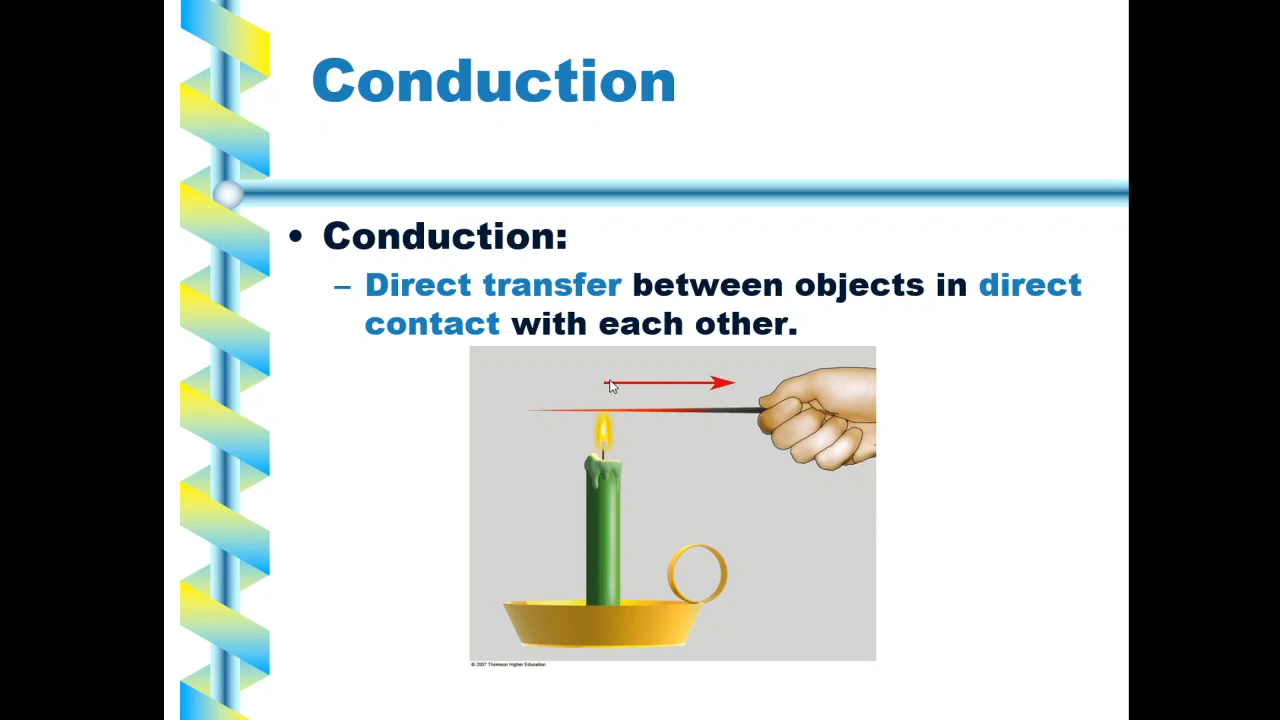 Conduction
• Conduction:
– Direct transfer between objects in direct
contact with each other.
© 2007 Thomson Higher Education